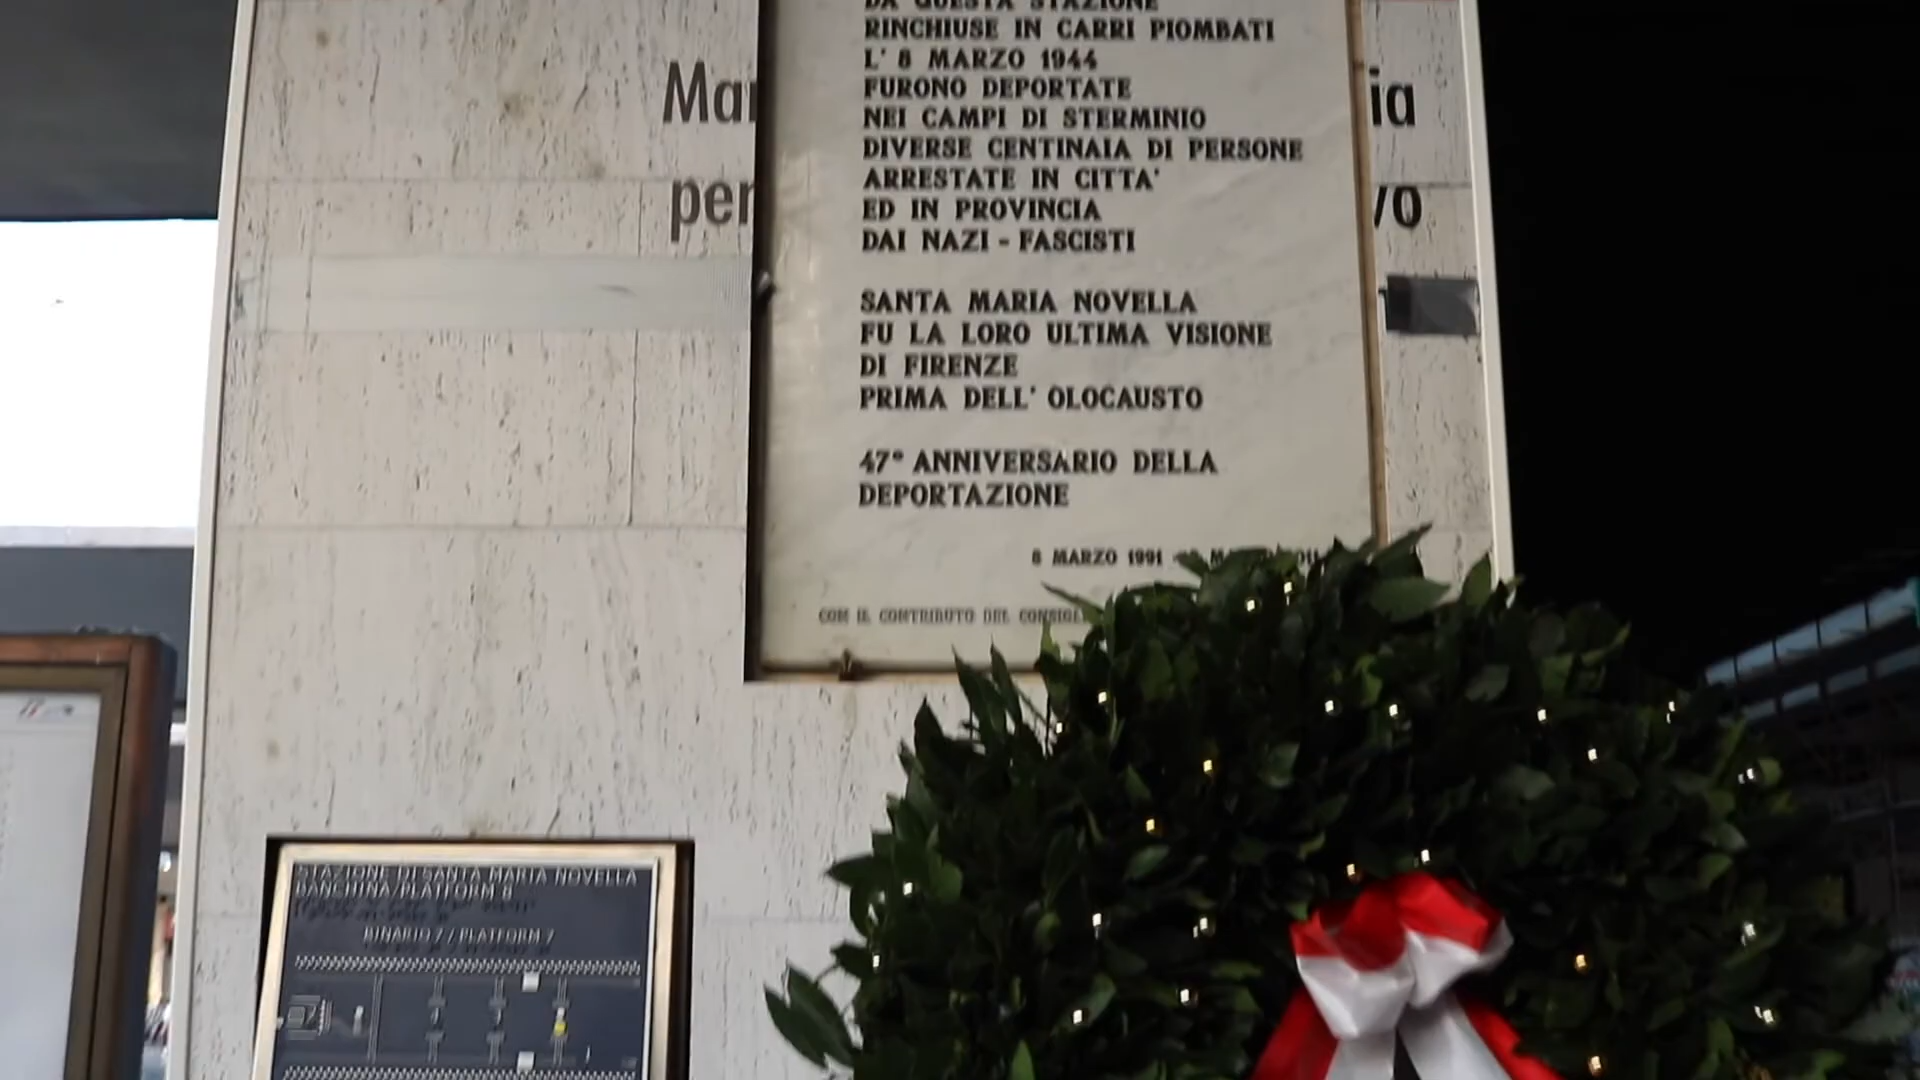 DA QUESTA STAZIONE
RINCHIUSE IN CARRI PIOMBATI
L' 8 MARZO 1944
FURONO DEPORTATE
NEI CAMPI DI STERMINIO
DIVERSE CENTINAIA DI PERSONE
ARRESTATE IN CITTA'
ED IN PROVINCIA
DAI NAZI - FASCISTI
SANTA MARIA NOVELLA
FU LA LORO ULTIMA VISIONE
DI FIRENZE
PRIMA DELL' OLOCAUSTO
47° ANNIVERSARIO DELLA
DEPORTAZIONE
8 MARZO 1991
CON IL CONTRIBUTO DEL
Mar
ia
per
vo
STAZIONE DI SANTA MARIA NOVELLA
BANCHINA/PLATFORM 8
BINARIO 7 / PLATFORM 7